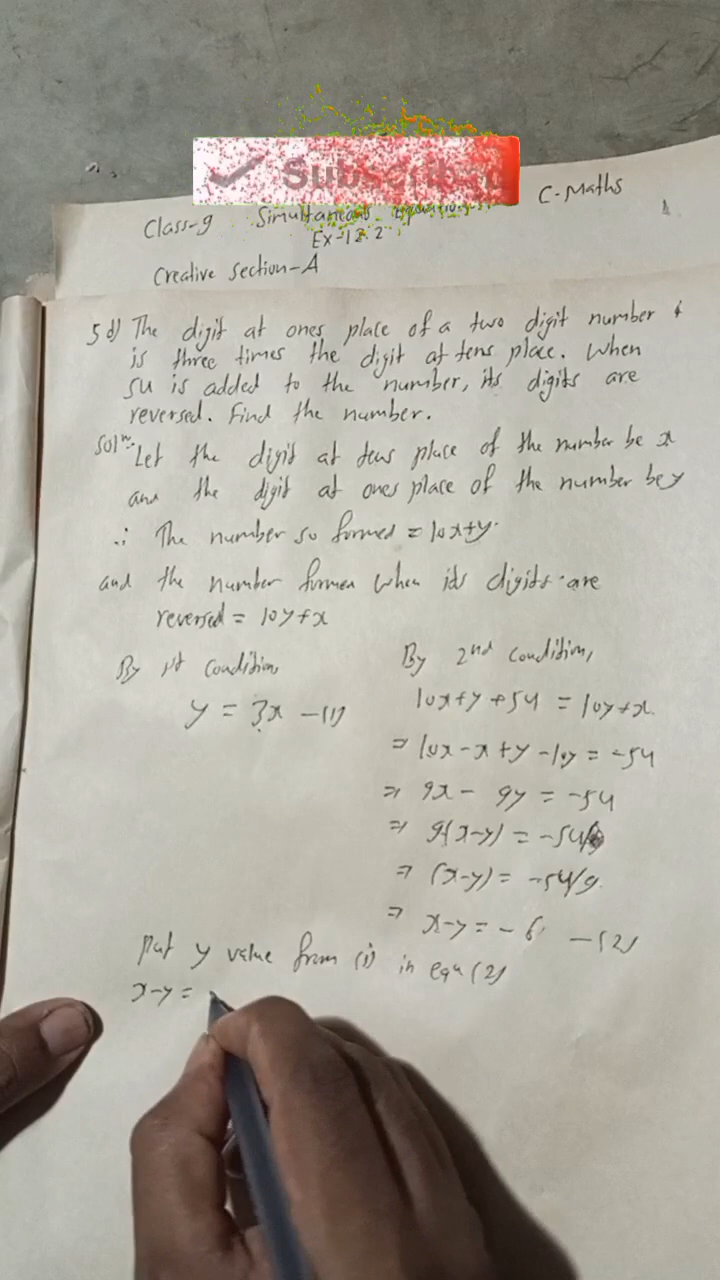 Subscribed
C-Maths
Class-9 Simultaneous Equations
Ex-13.2
Creative Section-A
5 d) The digit at ones place of a two digit number
is three times the digit at tens place. When
54 is added to the number, its digits are
reversed. Find the number.
Solⁿ:- Let the digit at tens place of the number be x
and the digit at ones place of the number be y
∴ The number so formed = 10x+y.
and the number formed when its digits are
reversed = 10y+x
By 1st condition,
y = 3x -(1)
By 2nd condition,
10x+y+54 = 10y+x.
⇒ 10x-x+y-10y = -54
⇒ 9x - 9y = -54
⇒ 9(x-y) = -54
⇒ (x-y) = -54/9
⇒ x-y = -6 -(2)
Put y value from (i) in equ (2)
x-y =